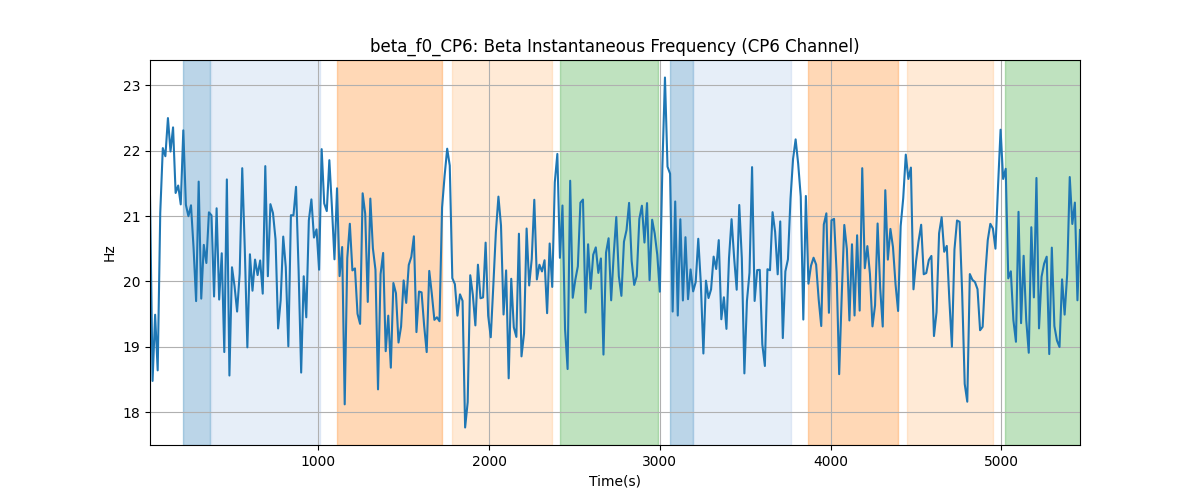 beta_f0_CP6: Beta Instantaneous Frequency (CP6 Channel)
23
22
21
20
19
18
Hz
1000 2000 3000 4000 5000
Time(s)